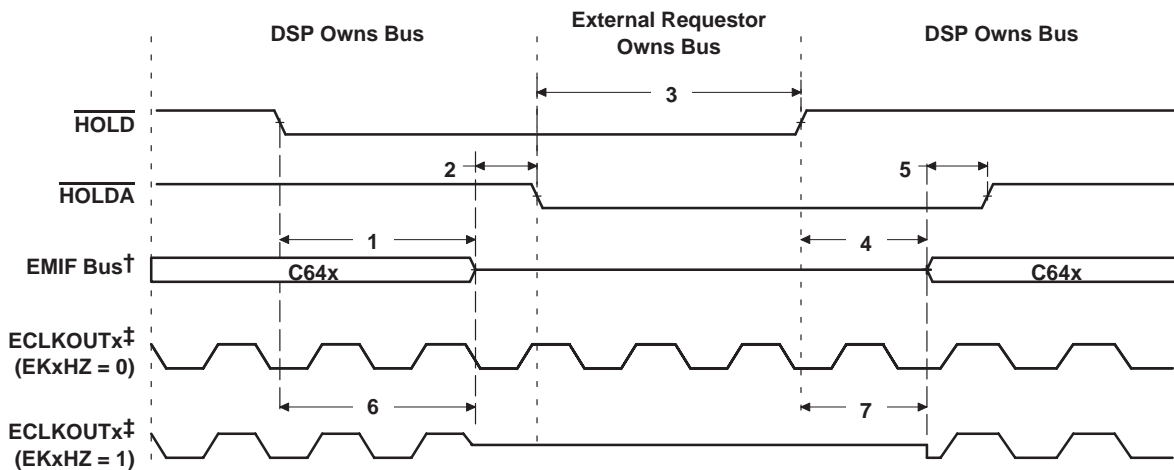 DSP Owns Bus
External Requestor
Owns Bus
DSP Owns Bus
3
HOLD
2
5
HOLDA
1
4
EMIF Bus†
C64x
C64x
ECLKOUTx‡
(EKxHZ = 0)
6
7
ECLKOUTx‡
(EKxHZ = 1)